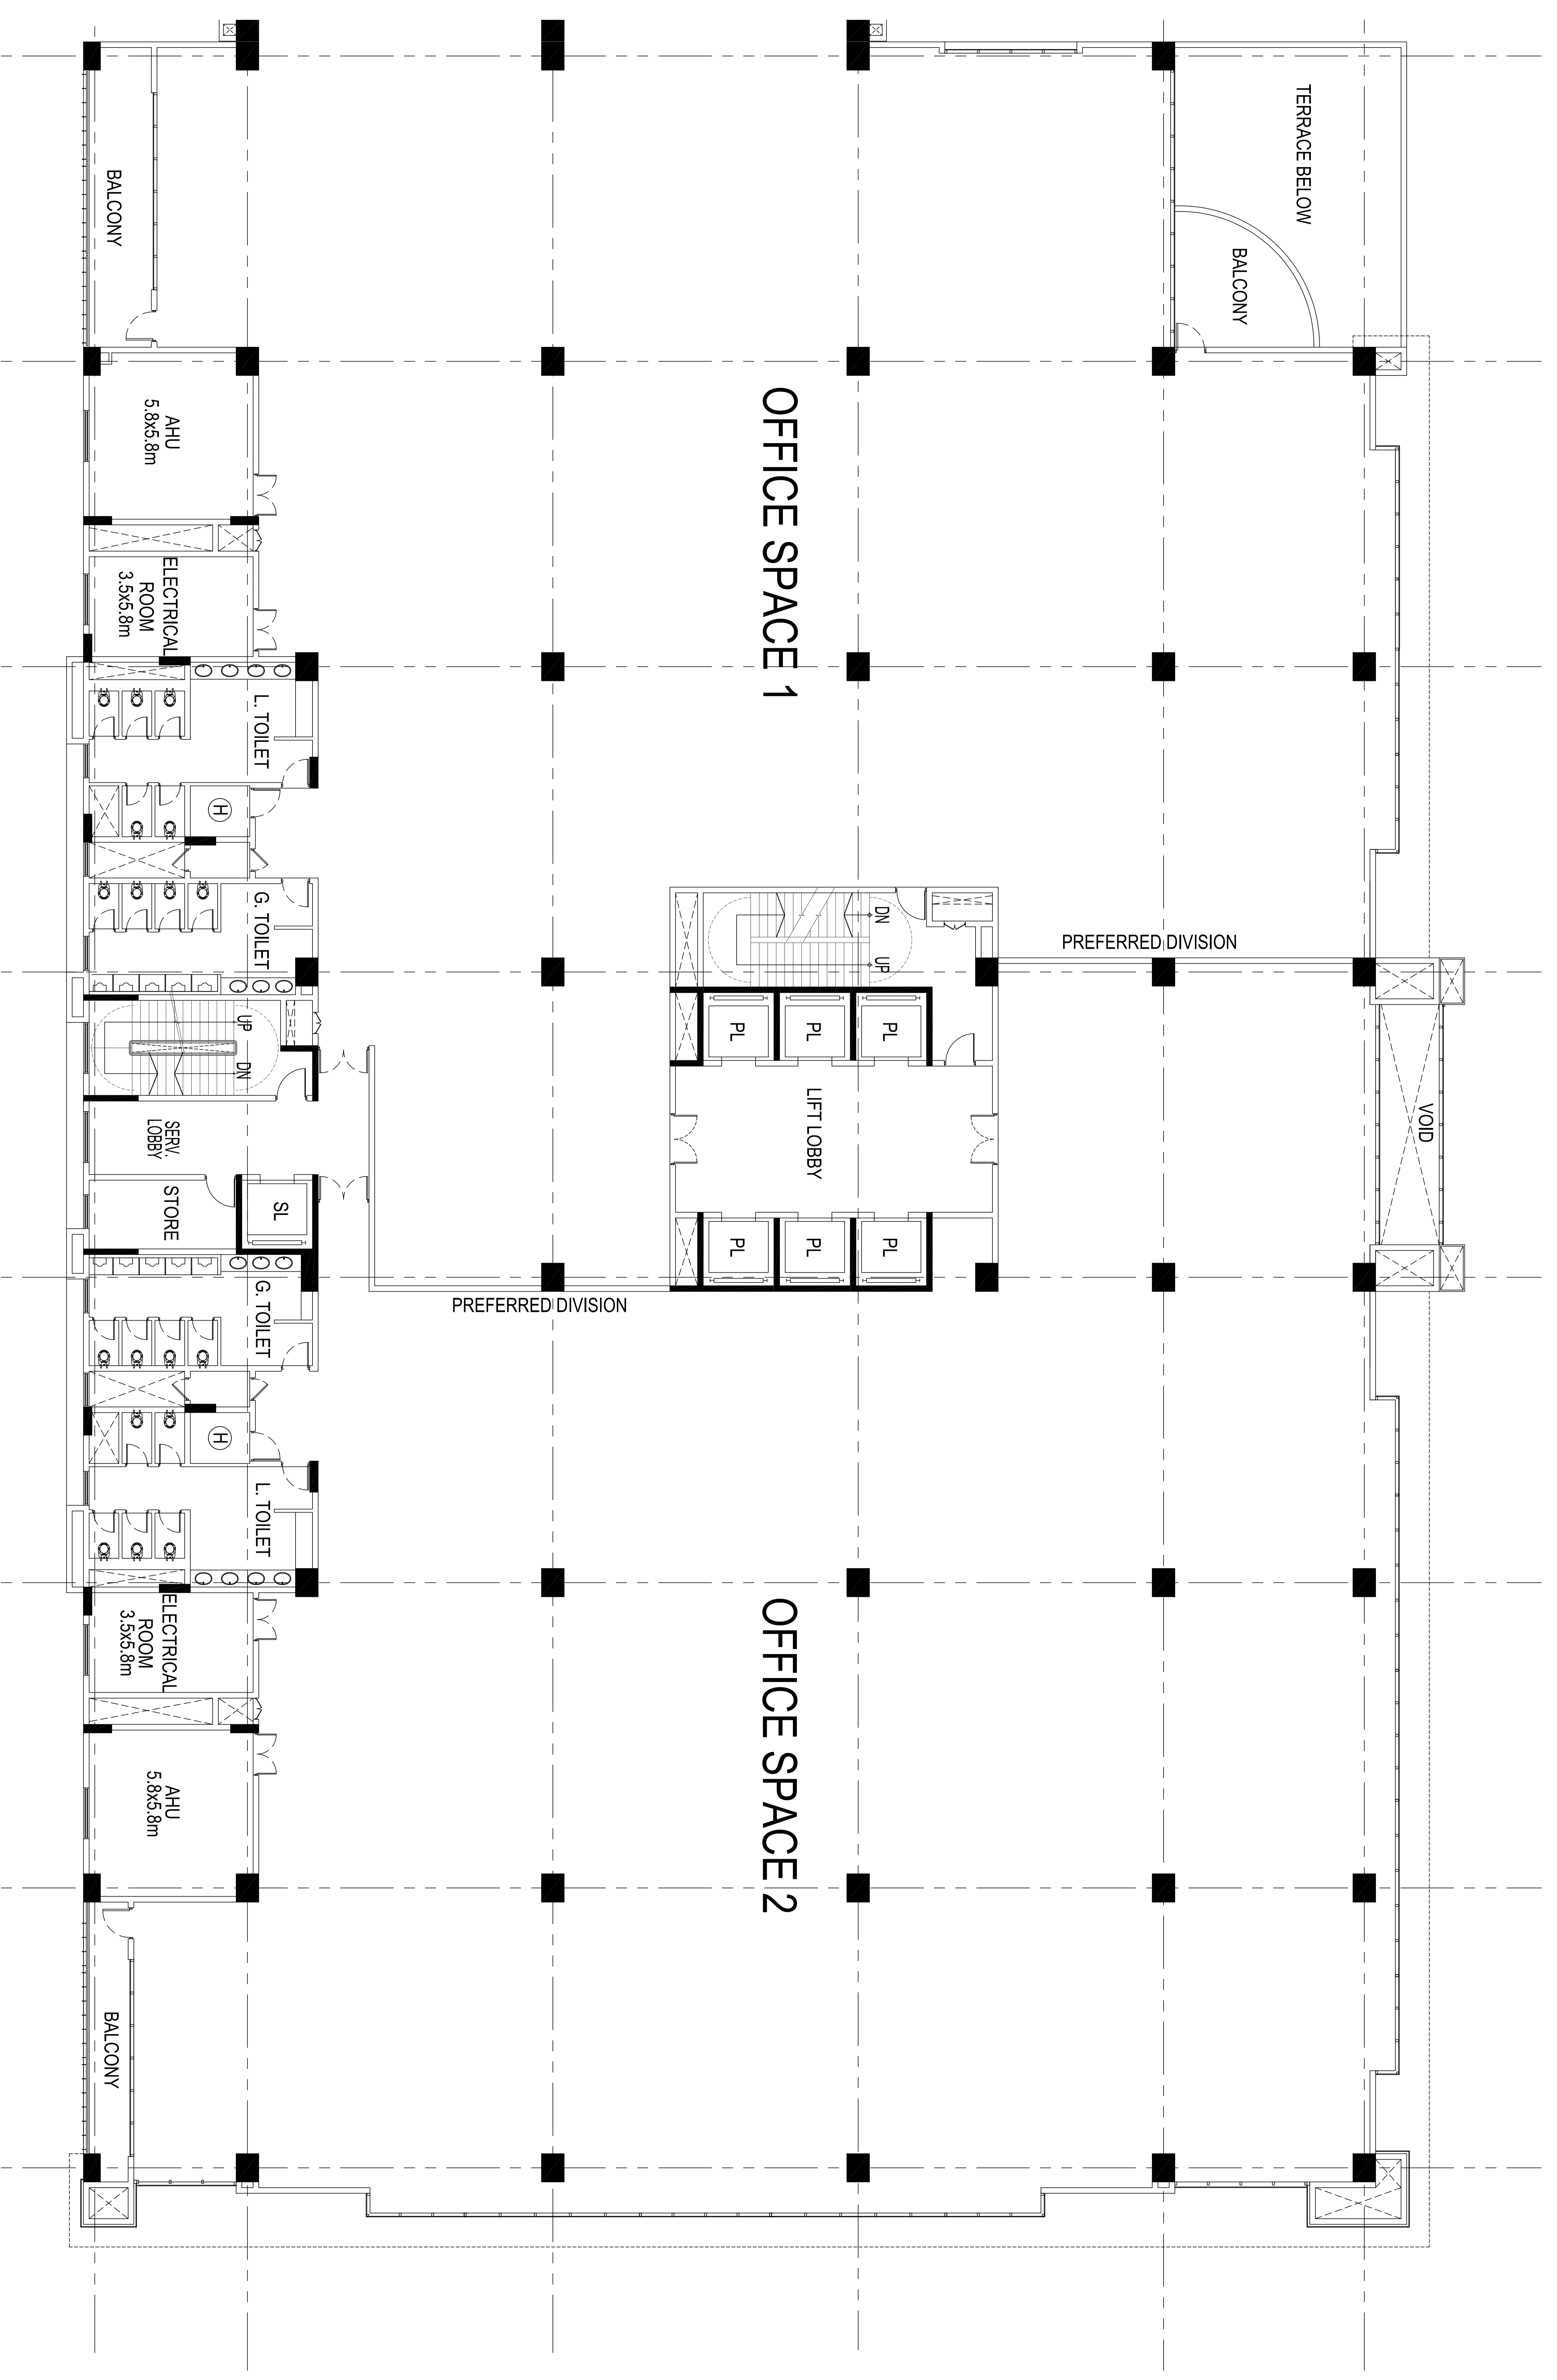 TERRACE BELOW
BALCONY
BALCONY
OFFICE SPACE 1
AHU
5.8x5.8m
ELECTRICAL
ROOM
3.5x5.8m
L. TOILET
H
G. TOILET
DN
UP
PREFERRED DIVISION
UP
DN
PL
PL
PL
LIFT LOBBY
VOID
SERV.
LOBBY
STORE
SL
PL
PL
PL
G. TOILET
PREFERRED DIVISION
H
L. TOILET
ELECTRICAL
ROOM
3.5x5.8m
OFFICE SPACE 2
AHU
5.8x5.8m
BALCONY